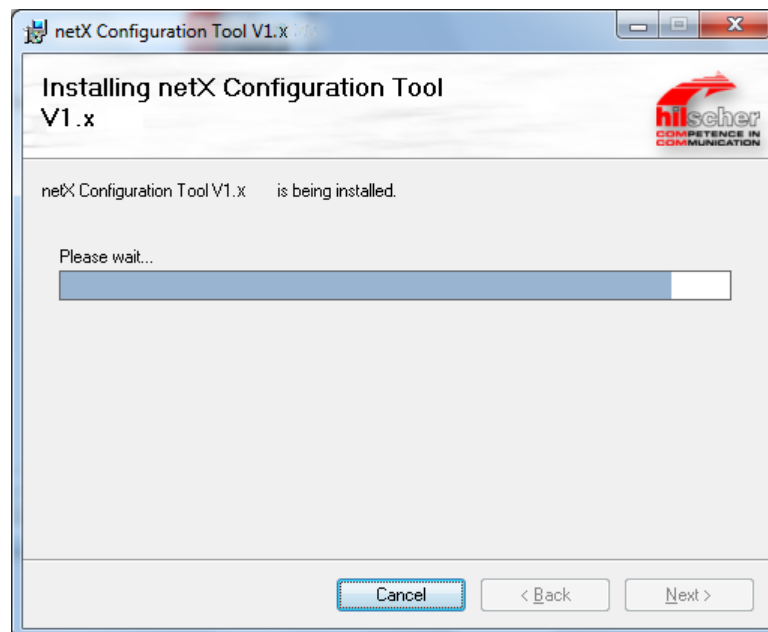 netX Configuration Tool V1.x
Installing netX Configuration Tool
V1.x
hilscher
COMPETENCE IN
COMMUNICATION
netX Configuration Tool V1.x is being installed.
Please wait...
Cancel
< Back
Next >